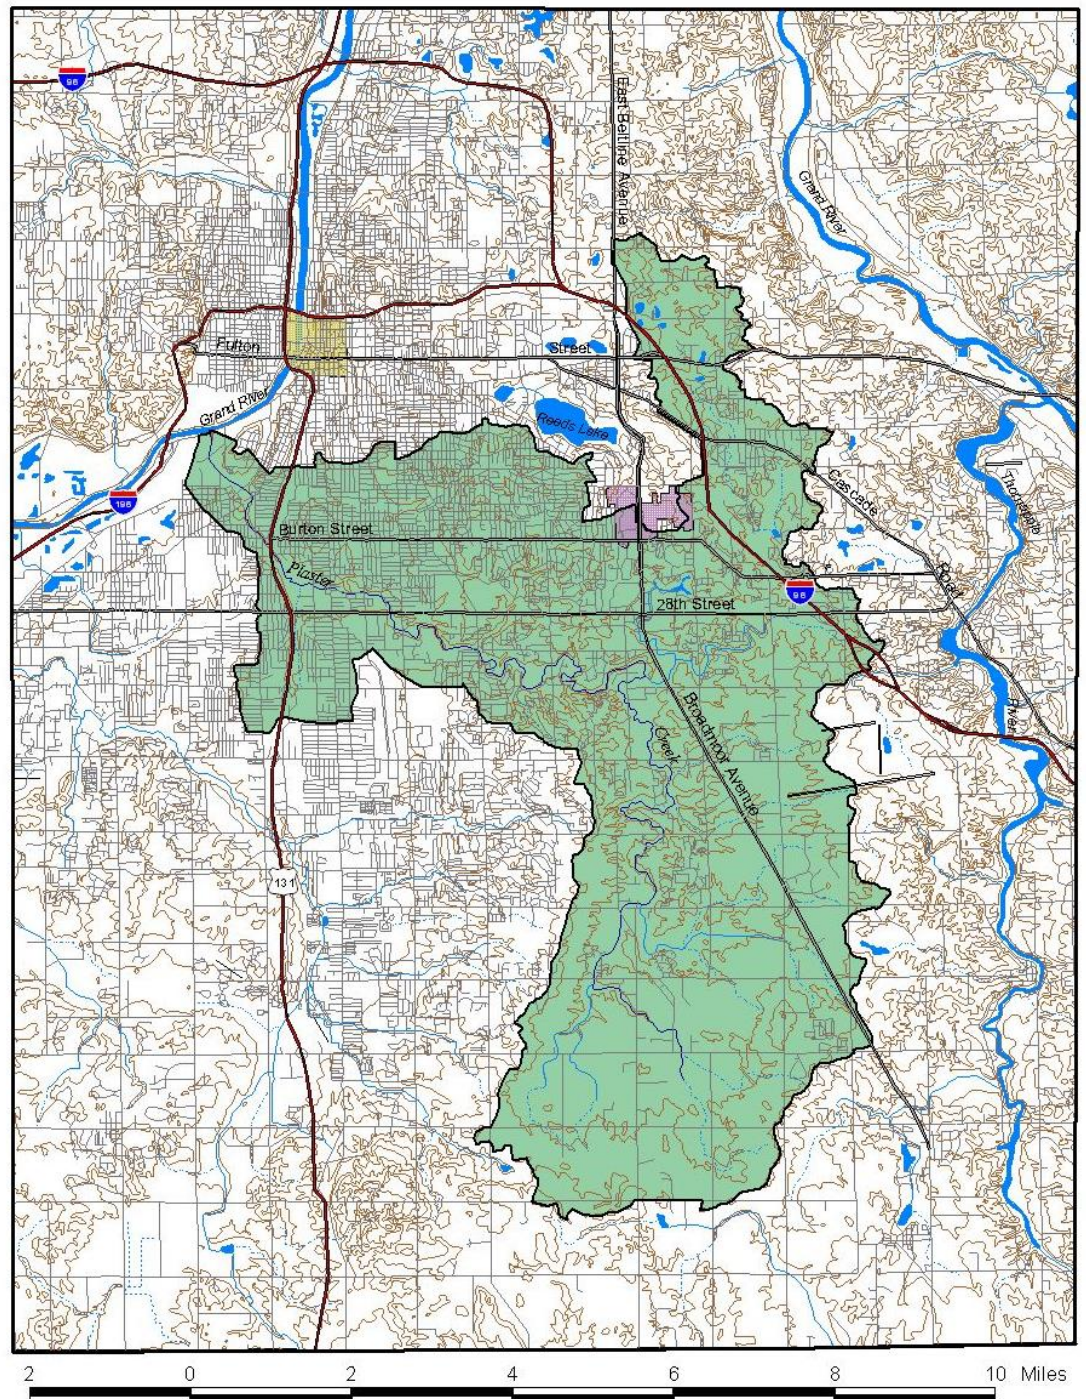 96
East Beltline Avenue
Grand River
Fulton
Street
Grand River
Reeds Lake
Cascade
Thornapple
196
Burton Street
Plaster
Road
96
28th Street
Broadmoor Avenue
Creek
River
131
2 0 2 4 6 8 10 Miles